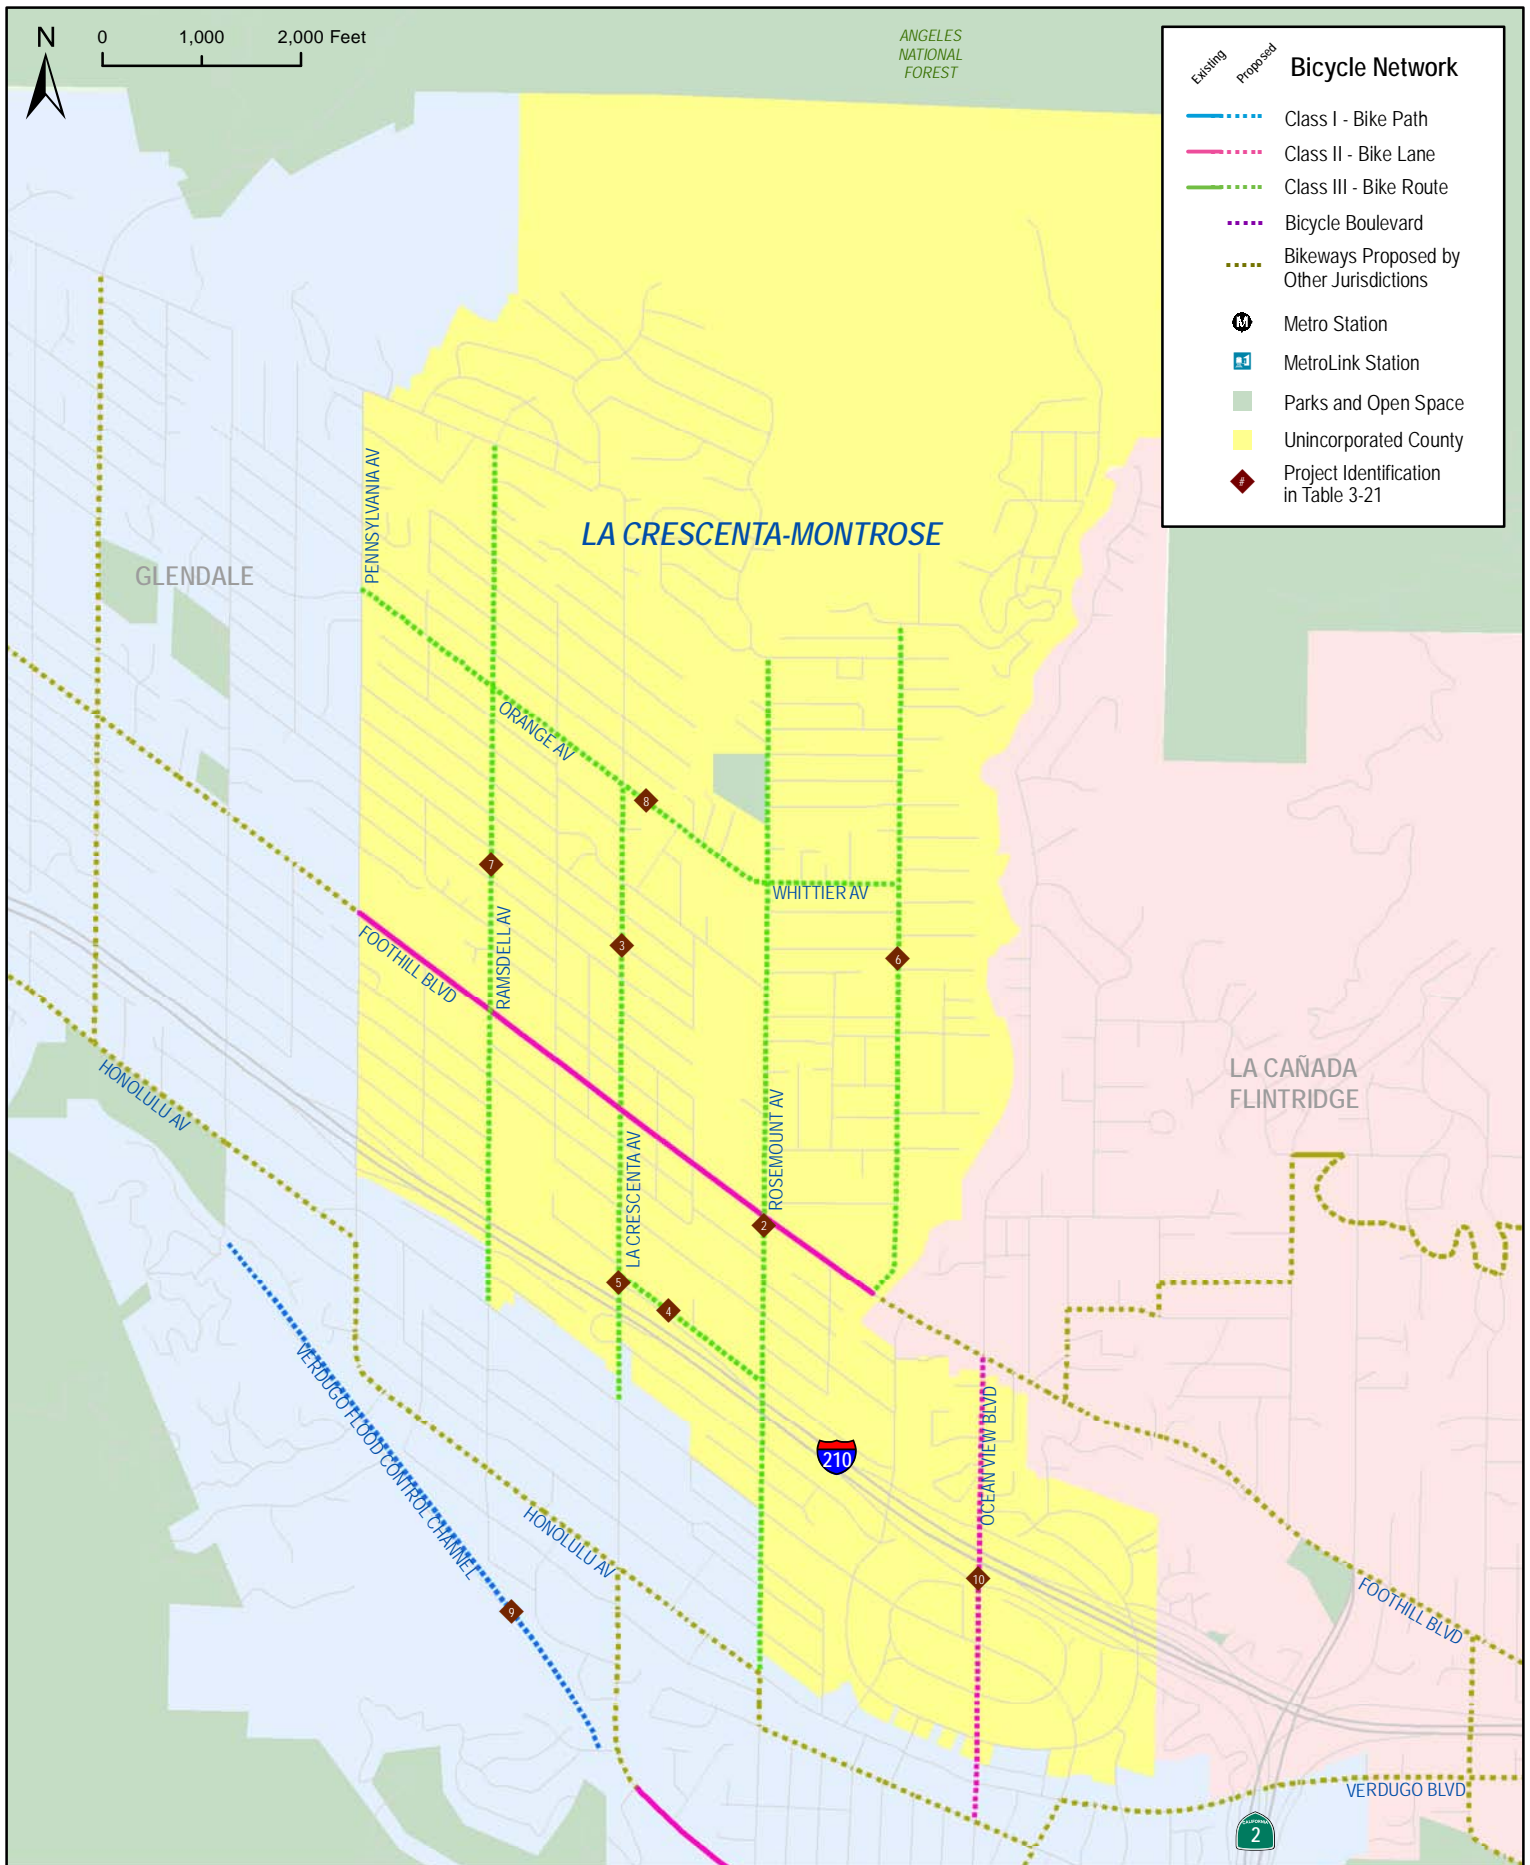 N
0 1,000 2,000 Feet
ANGELES
NATIONAL
FOREST
Existing
Proposed
Bicycle Network
Class I - Bike Path
Class II - Bike Lane
Class III - Bike Route
Bicycle Boulevard
Bikeways Proposed by
Other Jurisdictions
M
Metro Station
MetroLink Station
Parks and Open Space
Unincorporated County
#
Project Identification
in Table 3-21
PENNSYLVANIA AV
LA CRESCENTA-MONTROSE
GLENDALE
ORANGE AV
8
7
WHITTIER AV
RAMSDELL AV
FOOTHILL BLVD
3
6
HONOLULU AV
LA CAÑADA
FLINTRIDGE
ROSEMOUNT AV
LA CRESCENTA AV
2
5
4
VERDUGO FLOOD CONTROL CHANNEL
OCEAN VIEW BLVD
210
HONOLULU AV
10
9
FOOTHILL BLVD
VERDUGO BLVD
CALIFORNIA
2